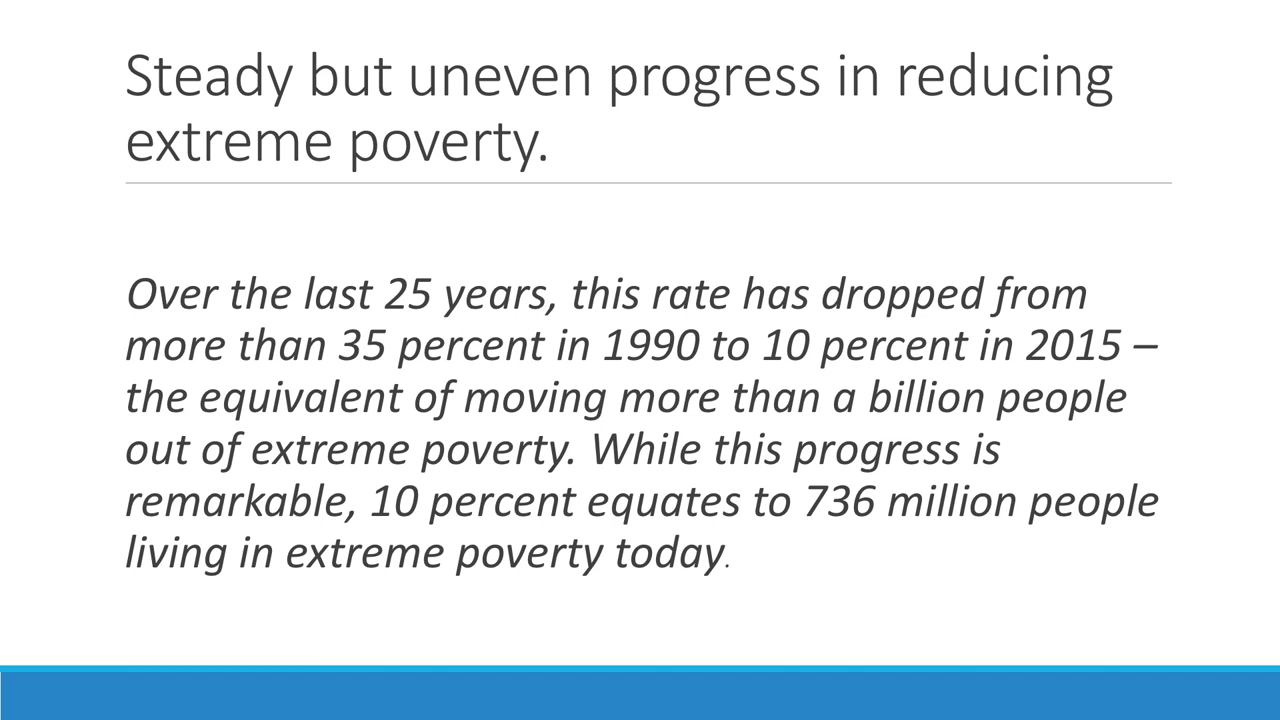 Steady but uneven progress in reducing
extreme poverty.
Over the last 25 years, this rate has dropped from
more than 35 percent in 1990 to 10 percent in 2015 –
the equivalent of moving more than a billion people
out of extreme poverty. While this progress is
remarkable, 10 percent equates to 736 million people
living in extreme poverty today.